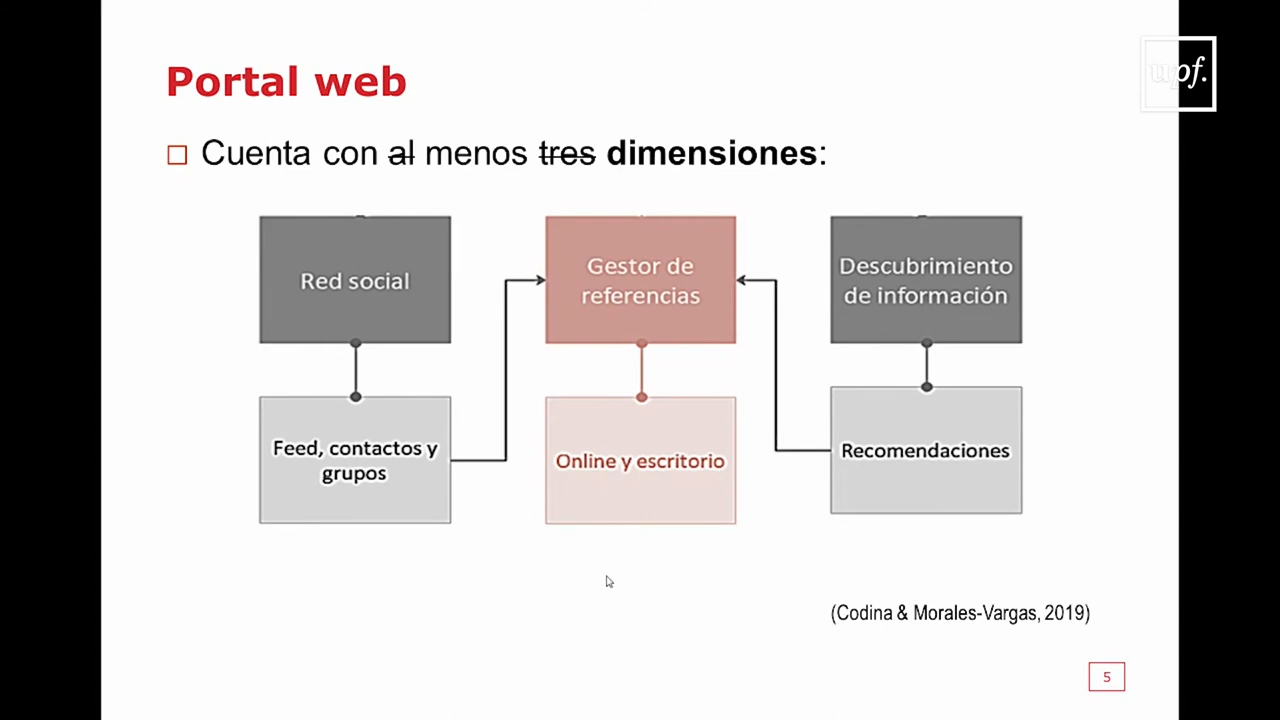 upf.
Portal web
Cuenta con al menos tres dimensiones:
Red social
Gestor de
referencias
Descubrimiento
de información
Feed, contactos y
grupos
Online y escritorio
Recomendaciones
(Codina & Morales-Vargas, 2019)
5